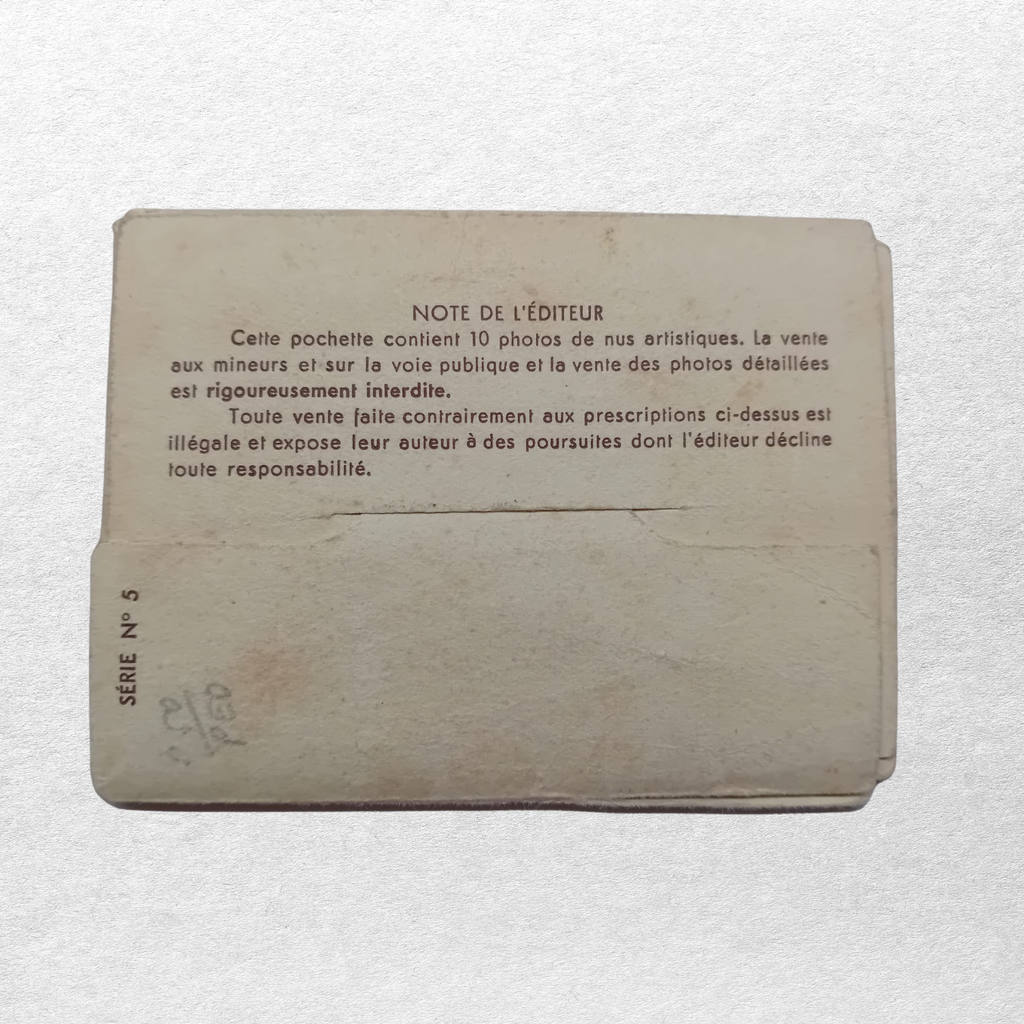 NOTE DE L'ÉDITEUR
Cette pochette contient 10 photos de nus artistiques. La vente
aux mineurs et sur la voie publique et la vente des photos détaillées
est rigoureusement interdite.
Toute vente faite contrairement aux prescriptions ci-dessus est
illégale et expose leur auteur à des poursuites dont l'éditeur décline
toute responsabilité.
SÉRIE N° 5